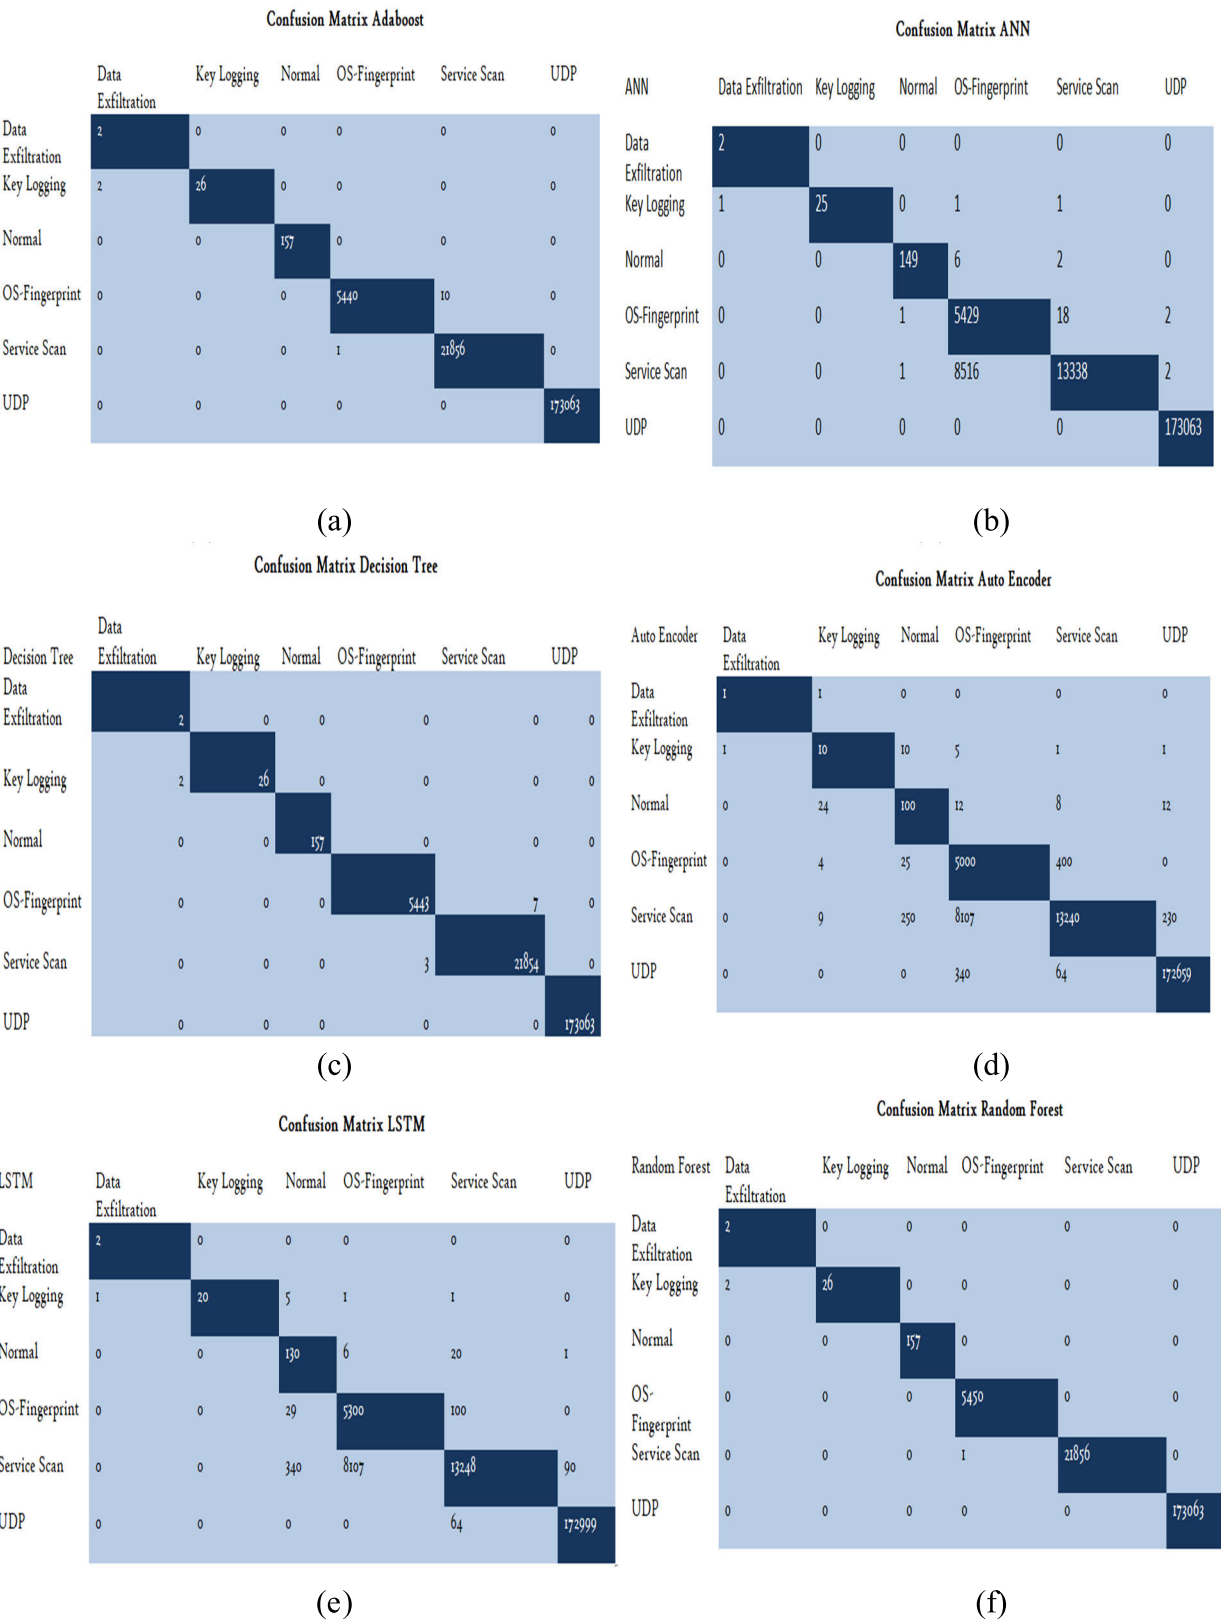 Confusion Matrix Adaboost
Data Exfiltration Key Logging Normal OS-Fingerprint Service Scan UDP
Data Exfiltration 2 0 0 0 0 0
Key Logging 2 26 0 0 0 0
Normal 0 0 157 0 0 0
OS-Fingerprint 0 0 0 5440 10 0
Service Scan 0 0 0 1 21856 0
UDP 0 0 0 0 0 173063
(a)
Confusion Matrix ANN
ANN Data Exfiltration Key Logging Normal OS-Fingerprint Service Scan UDP
Data Exfiltration 2 0 0 0 0 0
Key Logging 1 25 0 1 1 0
Normal 0 0 149 6 2 0
OS-Fingerprint 0 0 1 5429 18 2
Service Scan 0 0 1 8516 13338 2
UDP 0 0 0 0 0 173063
(b)
Confusion Matrix Decision Tree
Decision Tree Data Exfiltration Key Logging Normal OS-Fingerprint Service Scan UDP
Data Exfiltration 2 0 0 0 0 0
Key Logging 2 26 0 0 0 0
Normal 0 0 157 0 0 0
OS-Fingerprint 0 0 0 5443 7 0
Service Scan 0 0 0 3 21854 0
UDP 0 0 0 0 0 173063
(c)
Confusion Matrix Auto Encoder
Auto Encoder Data Exfiltration Key Logging Normal OS-Fingerprint Service Scan UDP
Data Exfiltration 1 1 0 0 0 0
Key Logging 1 10 10 5 1 1
Normal 0 24 100 12 8 12
OS-Fingerprint 0 4 25 5000 400 0
Service Scan 0 9 250 8107 13240 230
UDP 0 0 0 340 64 172659
(d)
Confusion Matrix LSTM
LSTM Data Exfiltration Key Logging Normal OS-Fingerprint Service Scan UDP
Data Exfiltration 2 0 0 0 0 0
Key Logging 1 20 5 1 1 0
Normal 0 0 130 6 20 1
OS-Fingerprint 0 0 29 5300 100 0
Service Scan 0 0 340 8107 13248 90
UDP 0 0 0 0 64 172999
(e)
Confusion Matrix Random Forest
Random Forest Data Exfiltration Key Logging Normal OS-Fingerprint Service Scan UDP
Data Exfiltration 2 0 0 0 0 0
Key Logging 2 26 0 0 0 0
Normal 0 0 157 0 0 0
OS-Fingerprint 0 0 0 5450 0 0
Service Scan 0 0 0 1 21856 0
UDP 0 0 0 0 0 173063
(f)